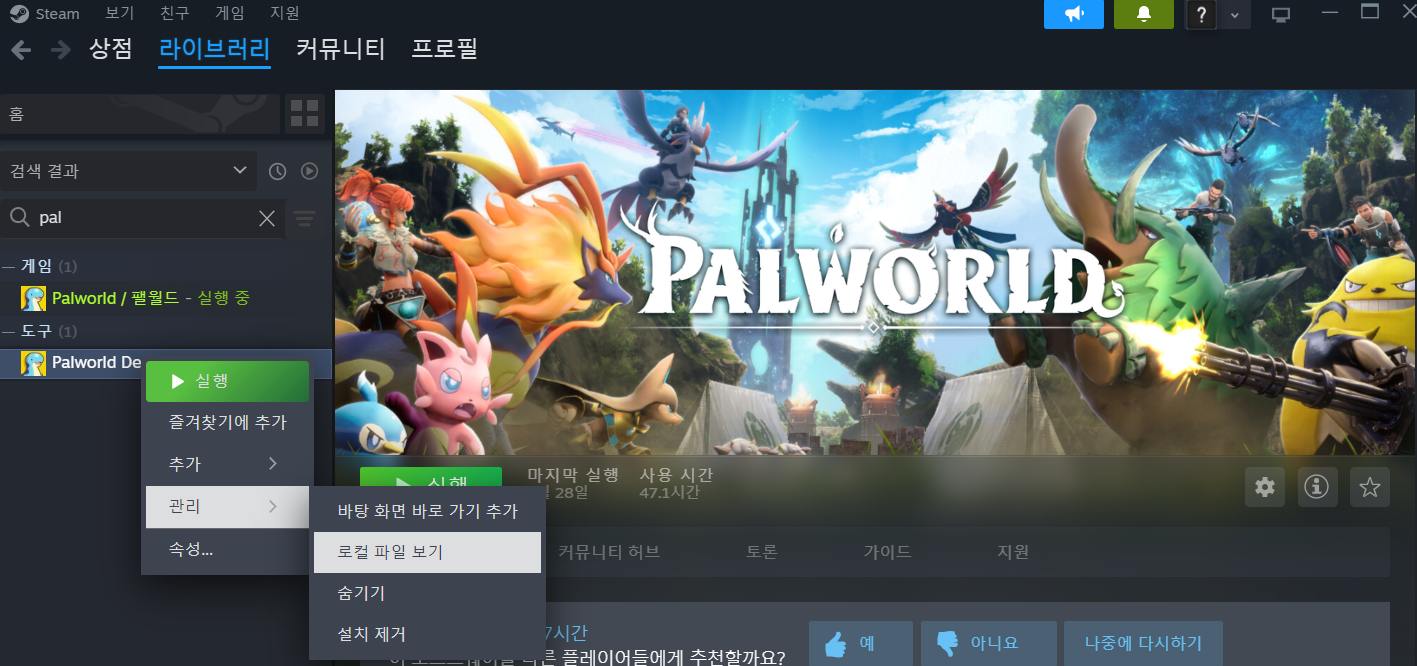 Steam 보기 친구 게임 지원
상점 라이브러리 커뮤니티 프로필
홈
검색 결과
pal
게임 (1)
Palworld / 팰월드 - 실행 중
도구 (1)
Palworld De
실행
즐겨찾기에 추가
추가
관리
속성...
바탕 화면 바로 가기 추가
로컬 파일 보기
숨기기
설치 제거
PALWORLD
실행
마지막 실행 사용 시간
28일 47.1시간
커뮤니티 허브 토론 가이드 지원
7시간
플레이어들에게 추천할까요?
예 아니요 나중에 다시하기